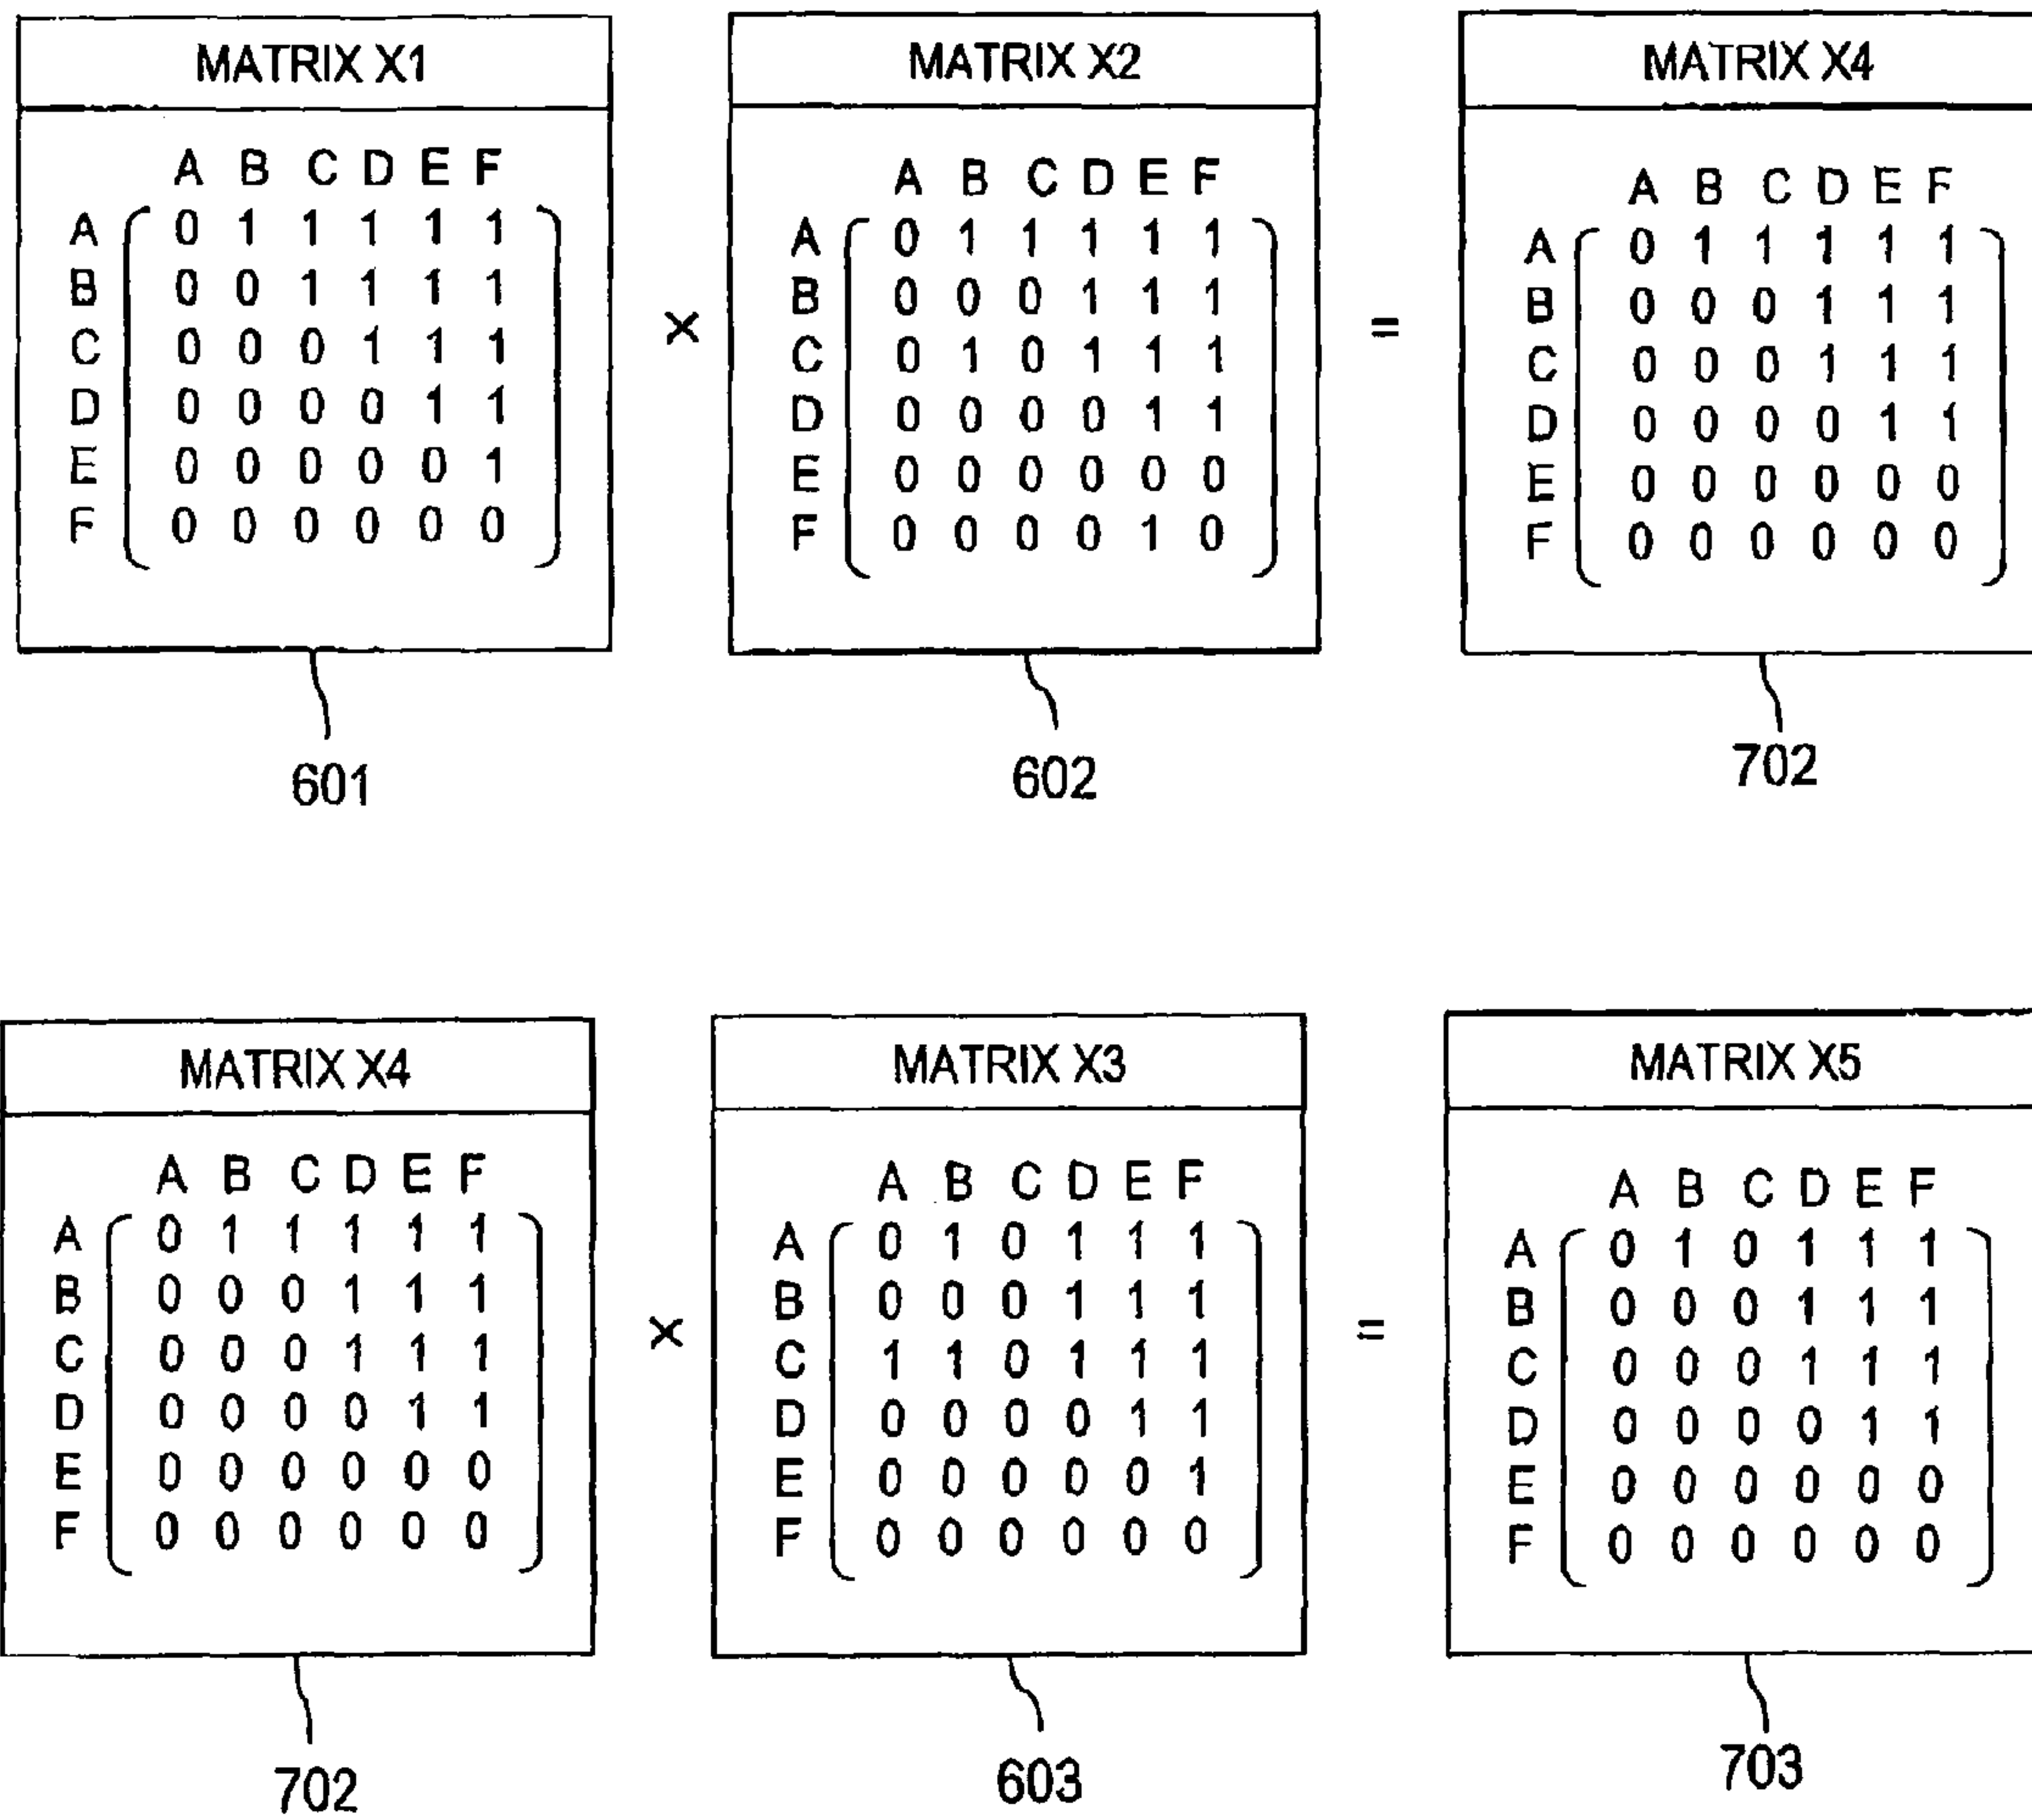 MATRIX X1
A B C D E F
A 0 1 1 1 1 1
B 0 0 1 1 1 1
C 0 0 0 1 1 1
D 0 0 0 0 1 1
E 0 0 0 0 0 1
F 0 0 0 0 0 0
601
×
MATRIX X2
A B C D E F
A 0 1 1 1 1 1
B 0 0 0 1 1 1
C 0 1 0 1 1 1
D 0 0 0 0 1 1
E 0 0 0 0 0 0
F 0 0 0 0 1 0
602
=
MATRIX X4
A B C D E F
A 0 1 1 1 1 1
B 0 0 0 1 1 1
C 0 0 0 1 1 1
D 0 0 0 0 1 1
E 0 0 0 0 0 0
F 0 0 0 0 0 0
702
MATRIX X4
A B C D E F
A 0 1 1 1 1 1
B 0 0 0 1 1 1
C 0 0 0 1 1 1
D 0 0 0 0 1 1
E 0 0 0 0 0 0
F 0 0 0 0 0 0
702
×
MATRIX X3
A B C D E F
A 0 1 0 1 1 1
B 0 0 0 1 1 1
C 1 1 0 1 1 1
D 0 0 0 0 1 1
E 0 0 0 0 0 1
F 0 0 0 0 0 0
603
=
MATRIX X5
A B C D E F
A 0 1 0 1 1 1
B 0 0 0 1 1 1
C 0 0 0 1 1 1
D 0 0 0 0 1 1
E 0 0 0 0 0 0
F 0 0 0 0 0 0
703